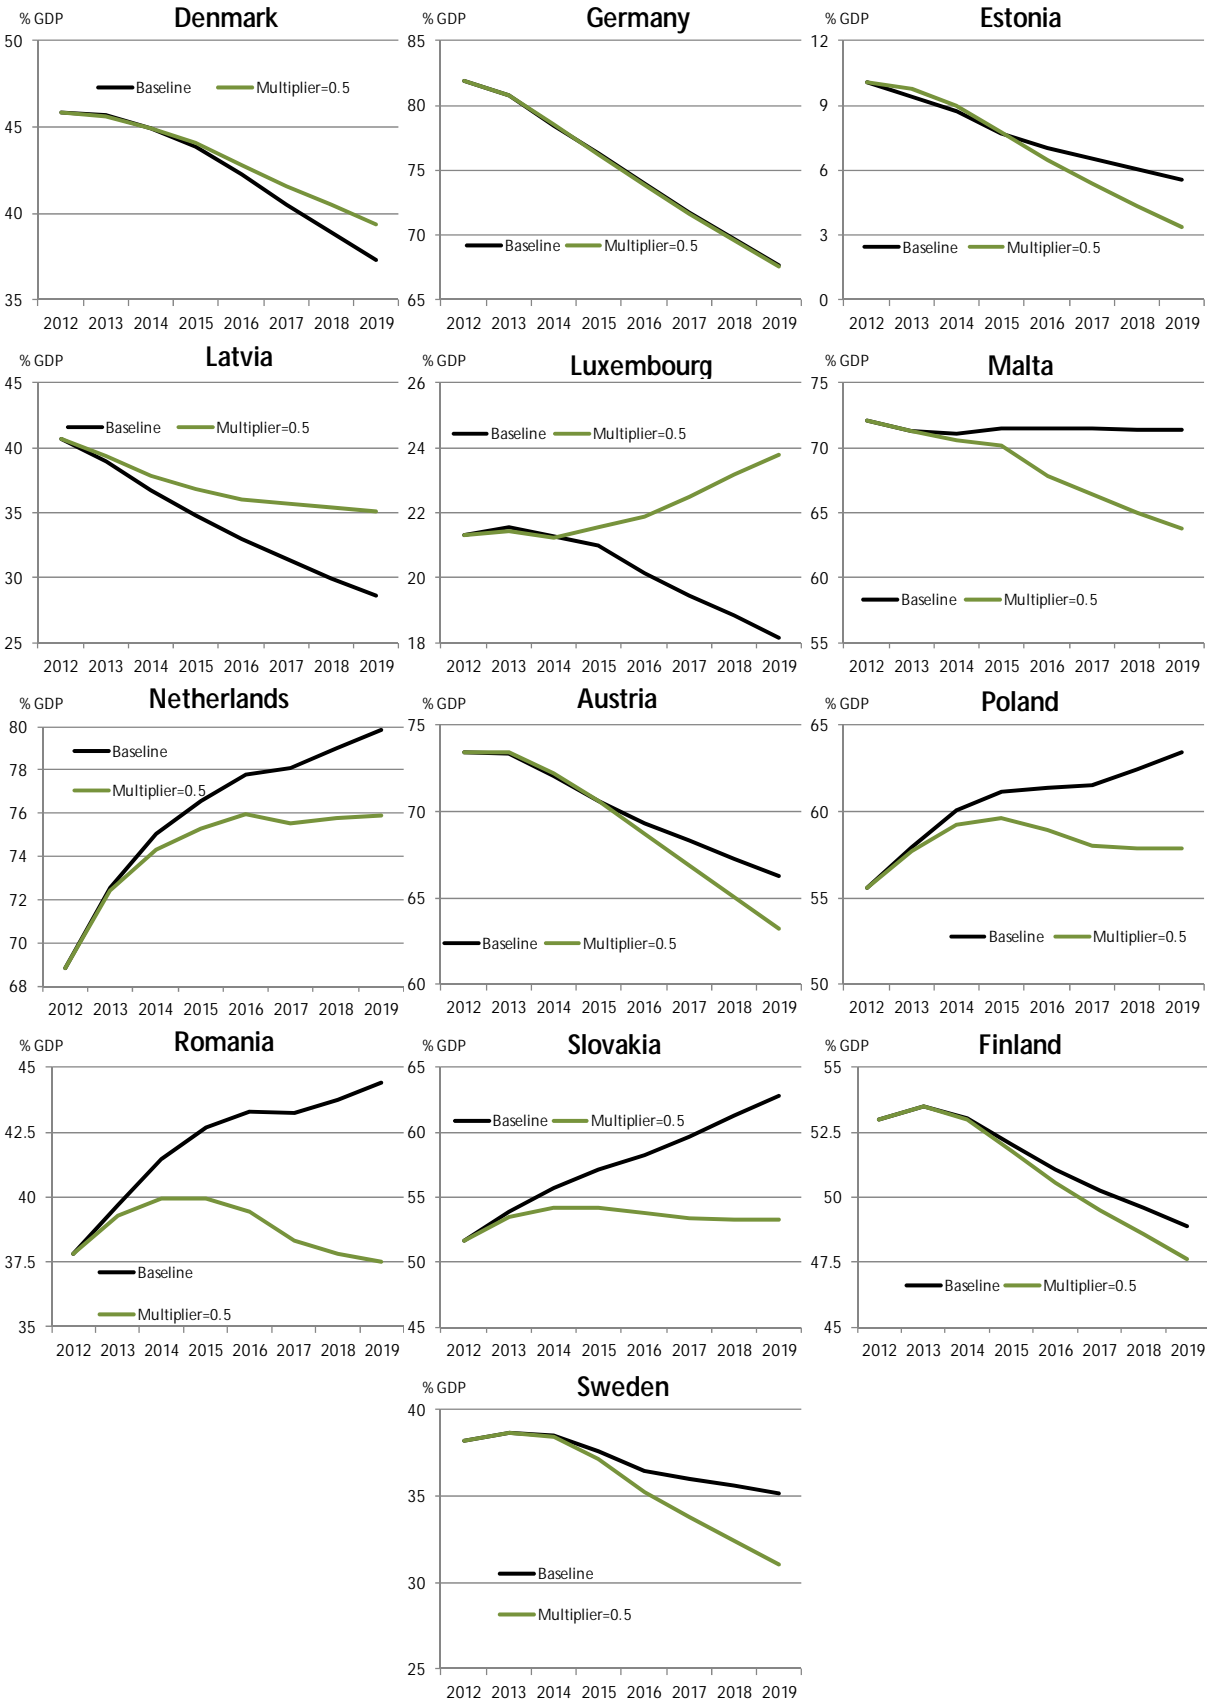 % GDP Denmark
50
45
40
35
Baseline Multiplier=0.5
2012 2013 2014 2015 2016 2017 2018 2019
% GDP Germany
85
80
75
70
65
Baseline Multiplier=0.5
2012 2013 2014 2015 2016 2017 2018 2019
% GDP Estonia
12
9
6
3
0
Baseline Multiplier=0.5
2012 2013 2014 2015 2016 2017 2018 2019
% GDP Latvia
45
40
35
30
25
Baseline Multiplier=0.5
2012 2013 2014 2015 2016 2017 2018 2019
% GDP Luxembourg
26
24
22
20
18
Baseline Multiplier=0.5
2012 2013 2014 2015 2016 2017 2018 2019
% GDP Malta
75
70
65
60
55
Baseline Multiplier=0.5
2012 2013 2014 2015 2016 2017 2018 2019
% GDP Netherlands
80
78
76
74
72
70
68
Baseline
Multiplier=0.5
2012 2013 2014 2015 2016 2017 2018 2019
% GDP Austria
75
70
65
60
Baseline Multiplier=0.5
2012 2013 2014 2015 2016 2017 2018 2019
% GDP Poland
65
60
55
50
Baseline Multiplier=0.5
2012 2013 2014 2015 2016 2017 2018 2019
% GDP Romania
45
42.5
40
37.5
35
Baseline
Multiplier=0.5
2012 2013 2014 2015 2016 2017 2018 2019
% GDP Slovakia
65
60
55
50
45
Baseline Multiplier=0.5
2012 2013 2014 2015 2016 2017 2018 2019
% GDP Finland
55
52.5
50
47.5
45
Baseline Multiplier=0.5
2012 2013 2014 2015 2016 2017 2018 2019
% GDP Sweden
40
35
30
25
Baseline
Multiplier=0.5
2012 2013 2014 2015 2016 2017 2018 2019